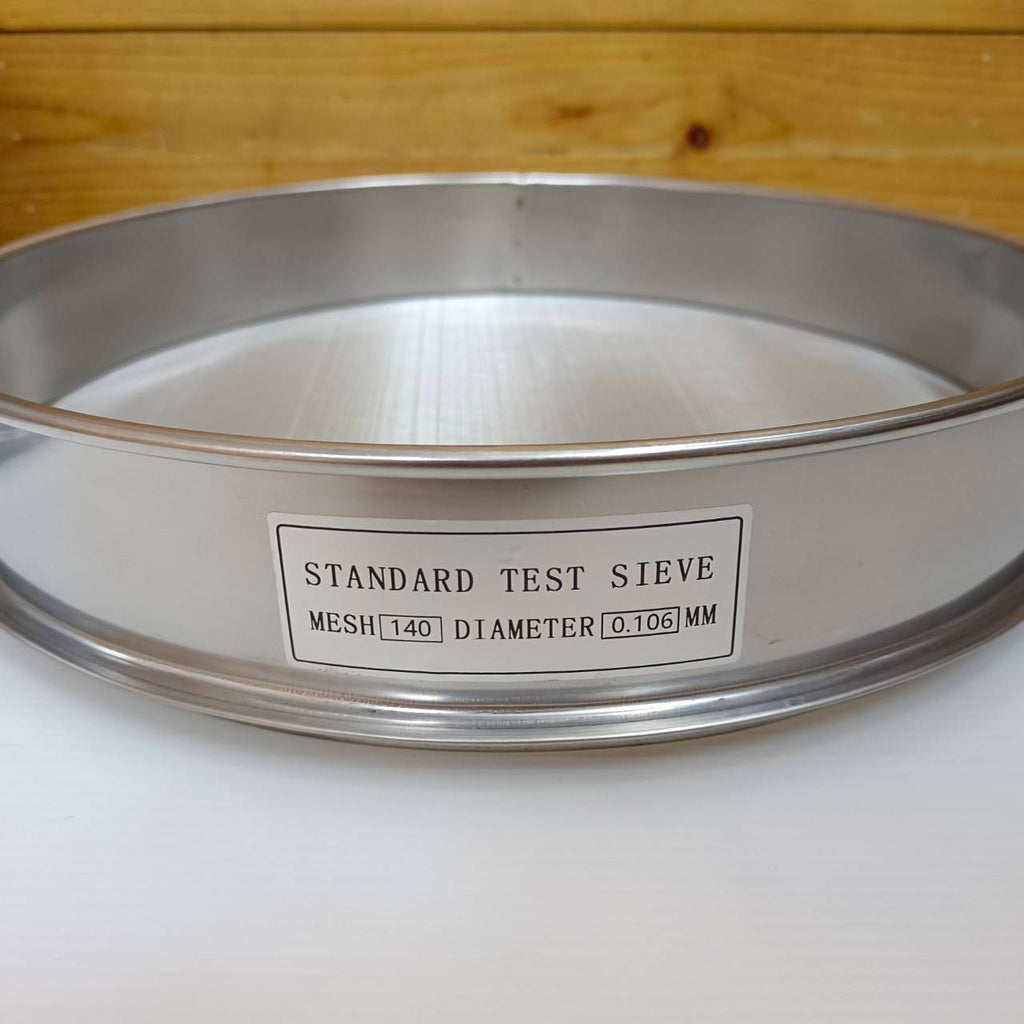 STANDARD TEST SIEVE
MESH 140 DIAMETER 0.106 MM